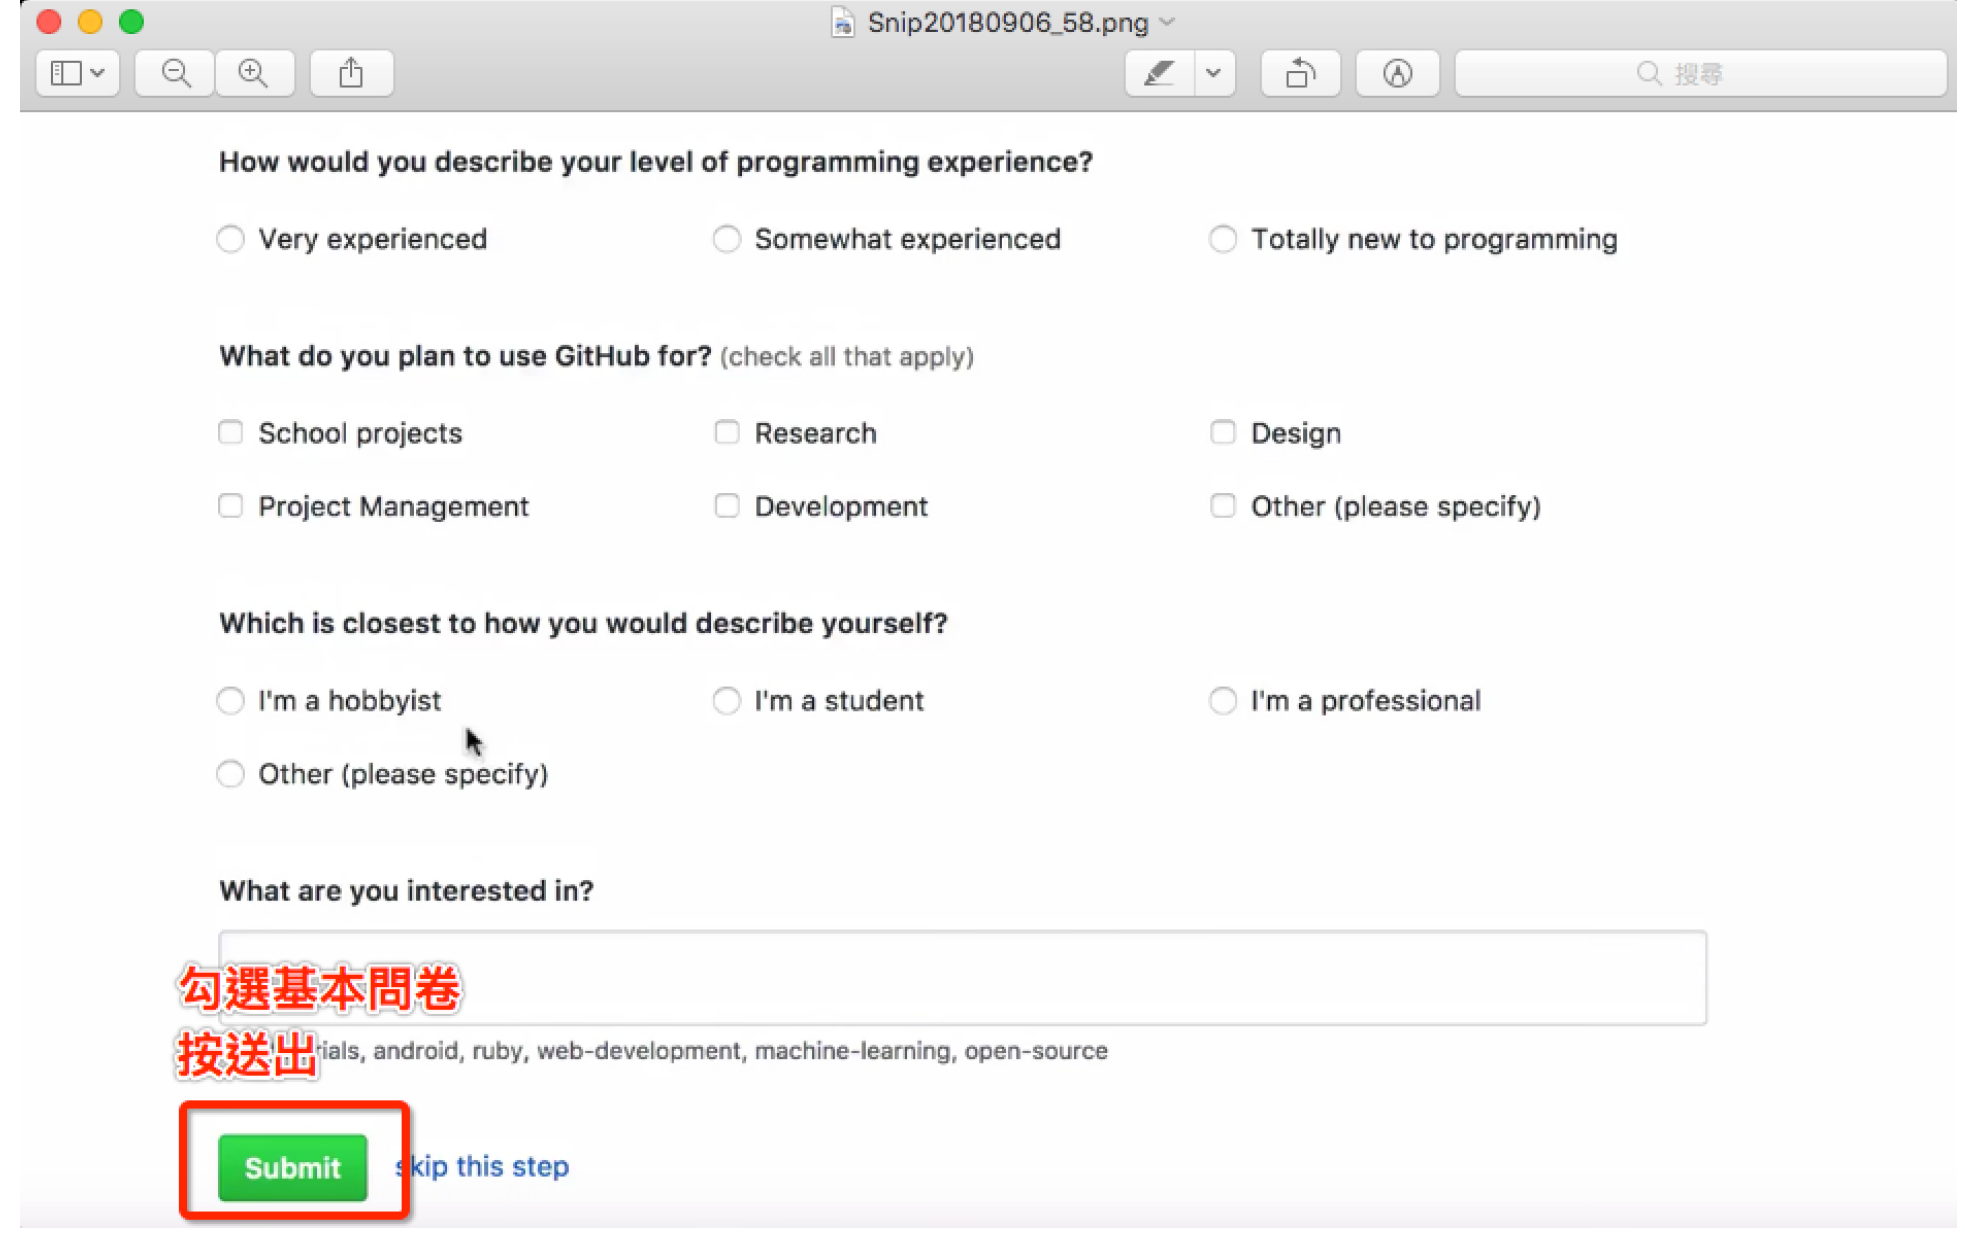 Snip20180906_58.png
搜尋
How would you describe your level of programming experience?
Very experienced Somewhat experienced Totally new to programming
What do you plan to use GitHub for? (check all that apply)
School projects Research Design
Project Management Development Other (please specify)
Which is closest to how you would describe yourself?
I'm a hobbyist I'm a student I'm a professional
Other (please specify)
What are you interested in?
勾選基本問卷
按送出
android, ruby, web-development, machine-learning, open-source
Submit skip this step